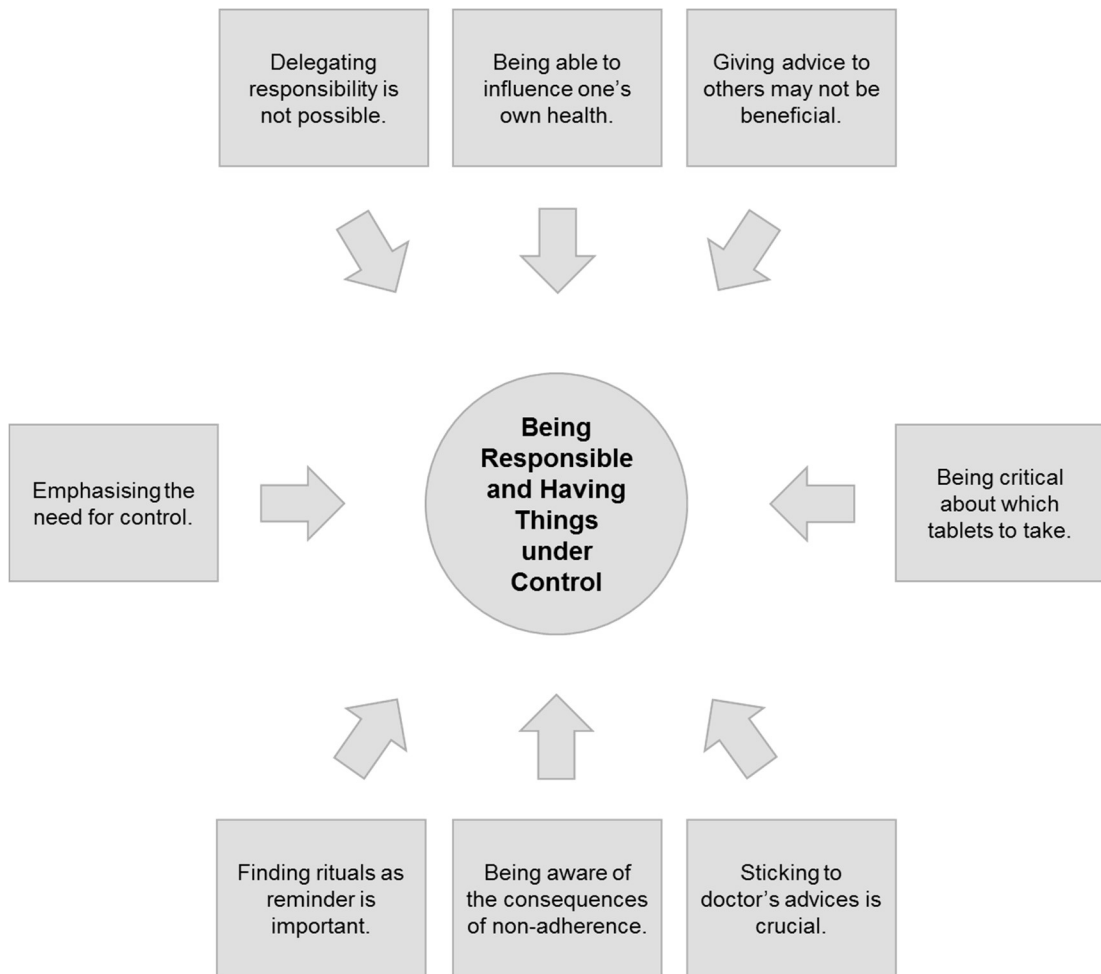 Delegating
responsibility is
not possible.
Being able to
influence one's
own health.
Giving advice to
others may not be
beneficial.
Emphasising the
need for control.
Being
Responsible
and Having
Things
under
Control
Being critical
about which
tablets to take.
Finding rituals as
reminder is
important.
Being aware of
the consequences
of non-adherence.
Sticking to
doctor's advices is
crucial.